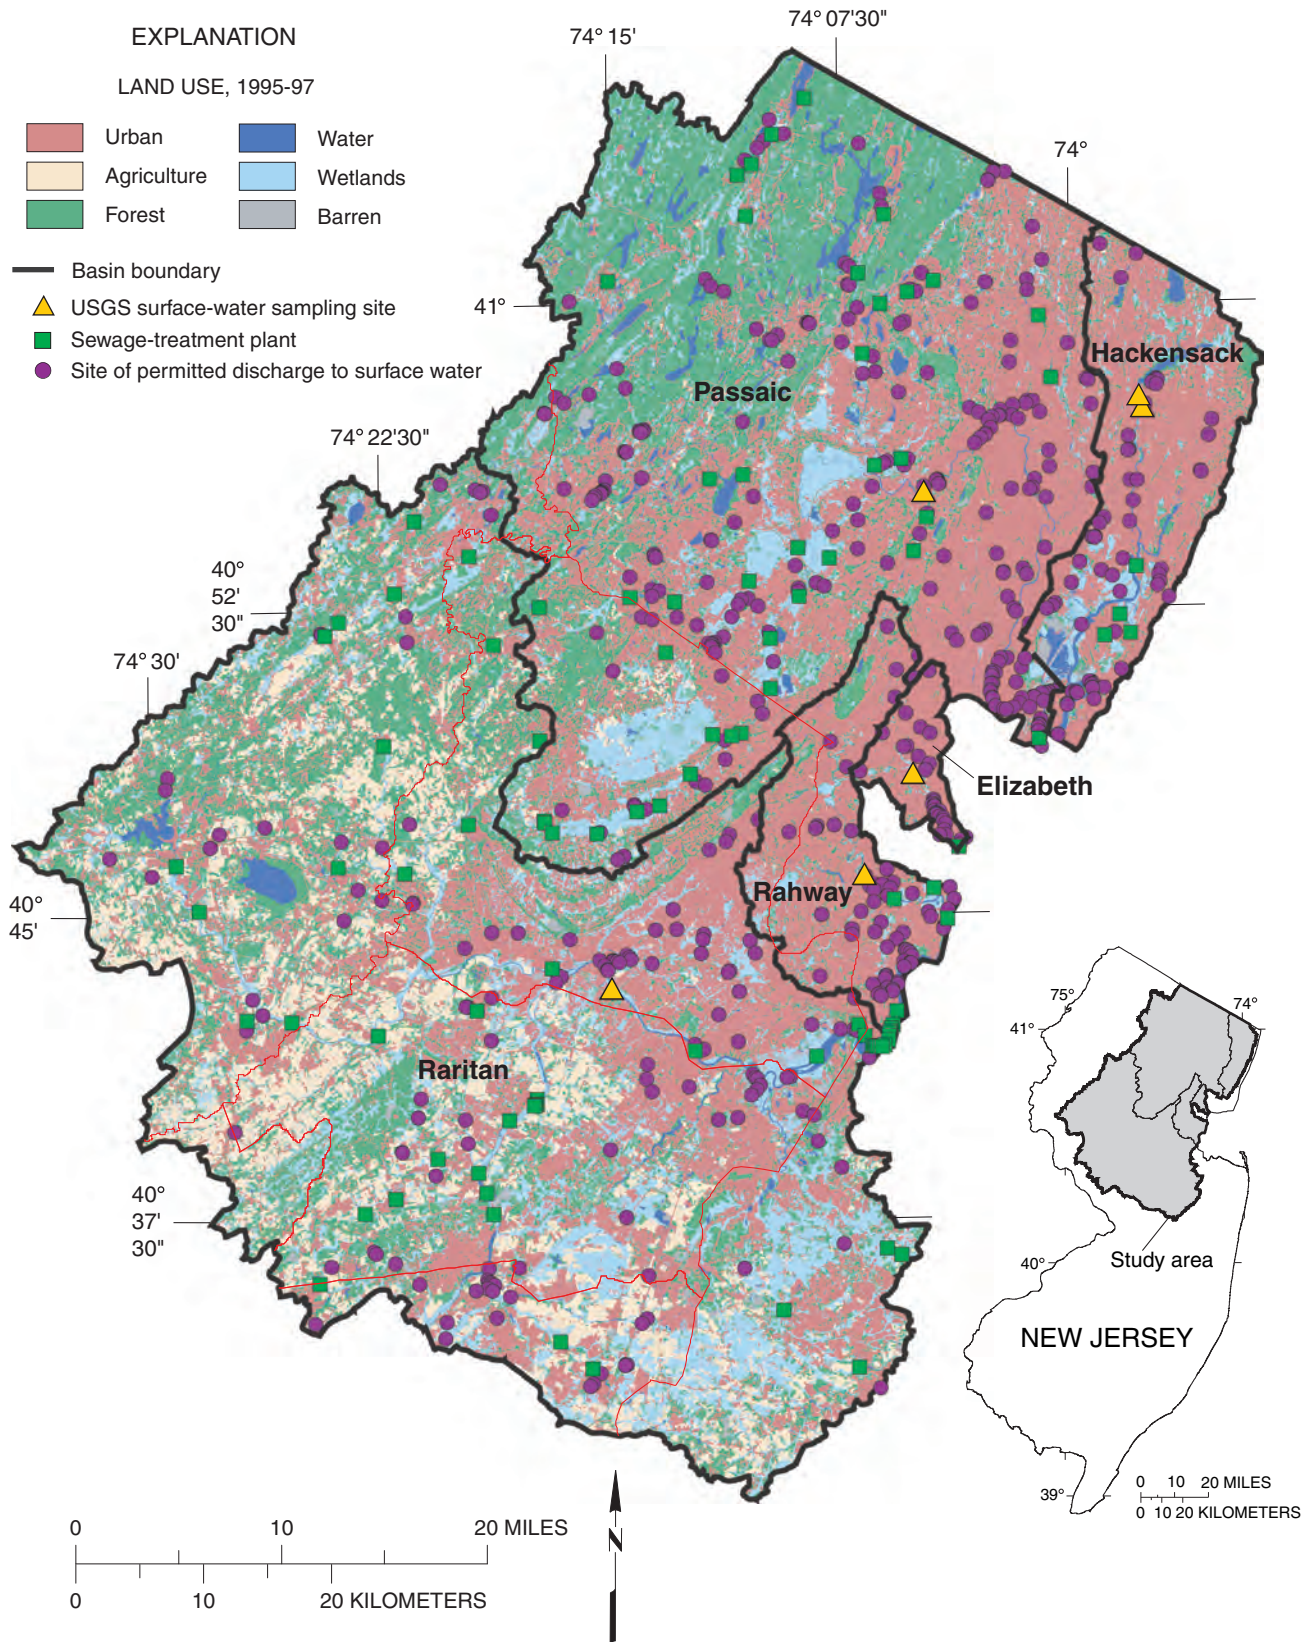 EXPLANATION
LAND USE, 1995-97
Urban
Water
Agriculture
Wetlands
Forest
Barren
Basin boundary
USGS surface-water sampling site
Sewage-treatment plant
Site of permitted discharge to surface water
74° 07'30"
74° 15'
74°
41°
Hackensack
Passaic
74° 22'30"
40°
52'
30"
74° 30'
Elizabeth
Rahway
40°
45'
Raritan
40°
37'
30"
75°
74°
41°
Study area
40°
NEW JERSEY
39°
0 10 20 MILES
0 10 20 KILOMETERS
0 10 20 MILES
N
0 10 20 KILOMETERS